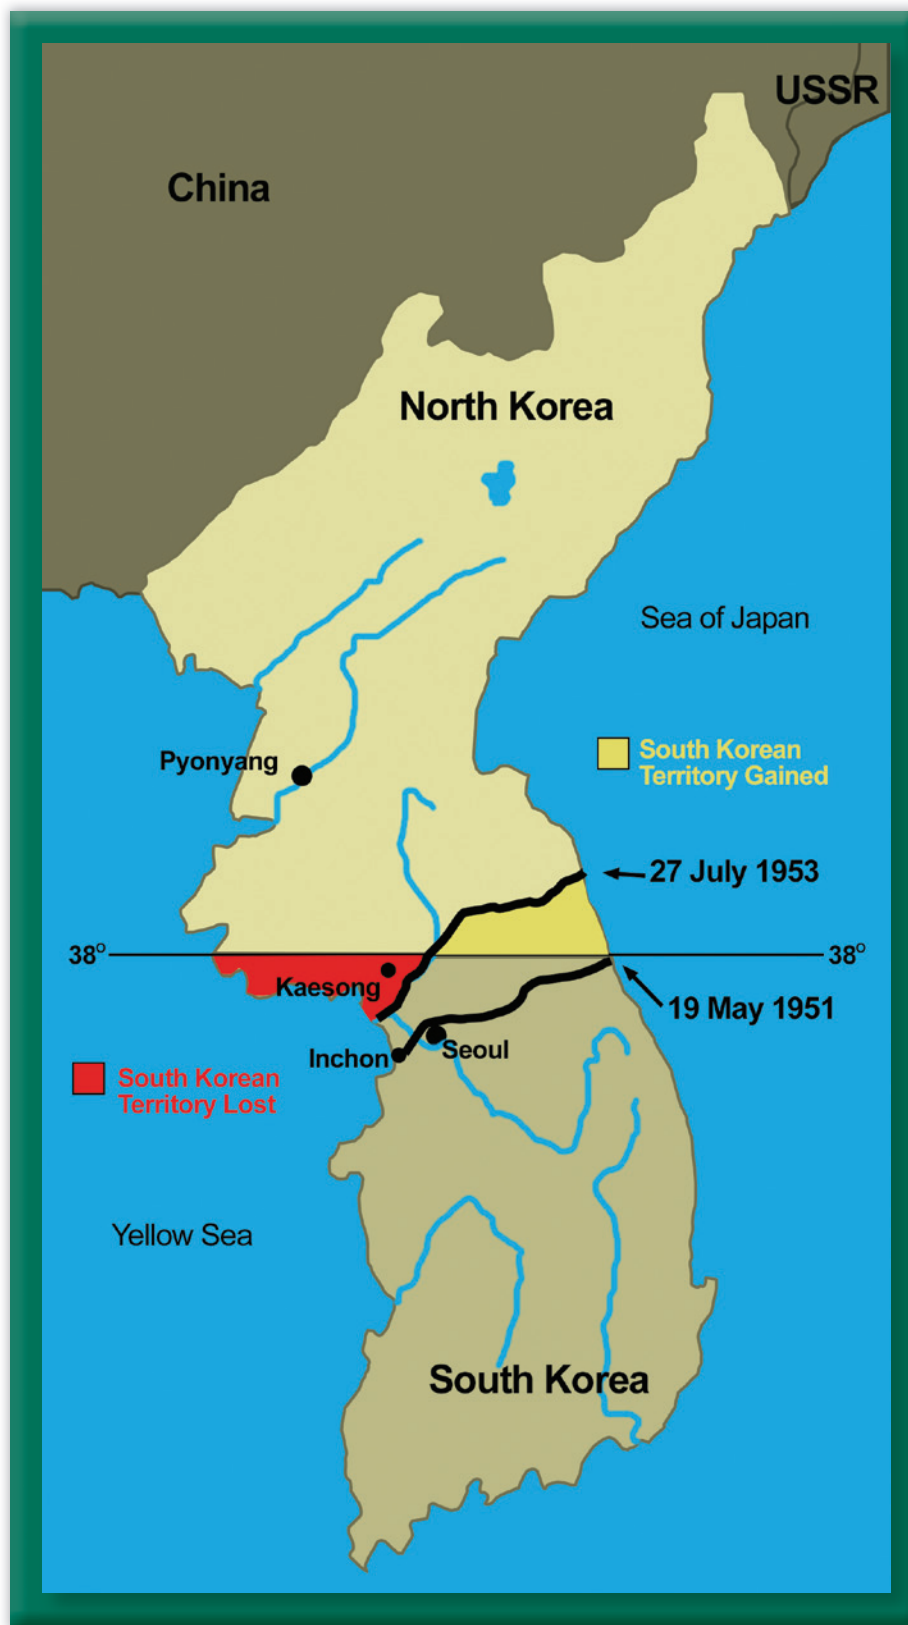 USSR
China
North Korea
Sea of Japan
Pyonyang
South Korean
Territory Gained
27 July 1953
38°
38°
Kaesong
19 May 1951
Inchon
Seoul
South Korean
Territory Lost
Yellow Sea
South Korea